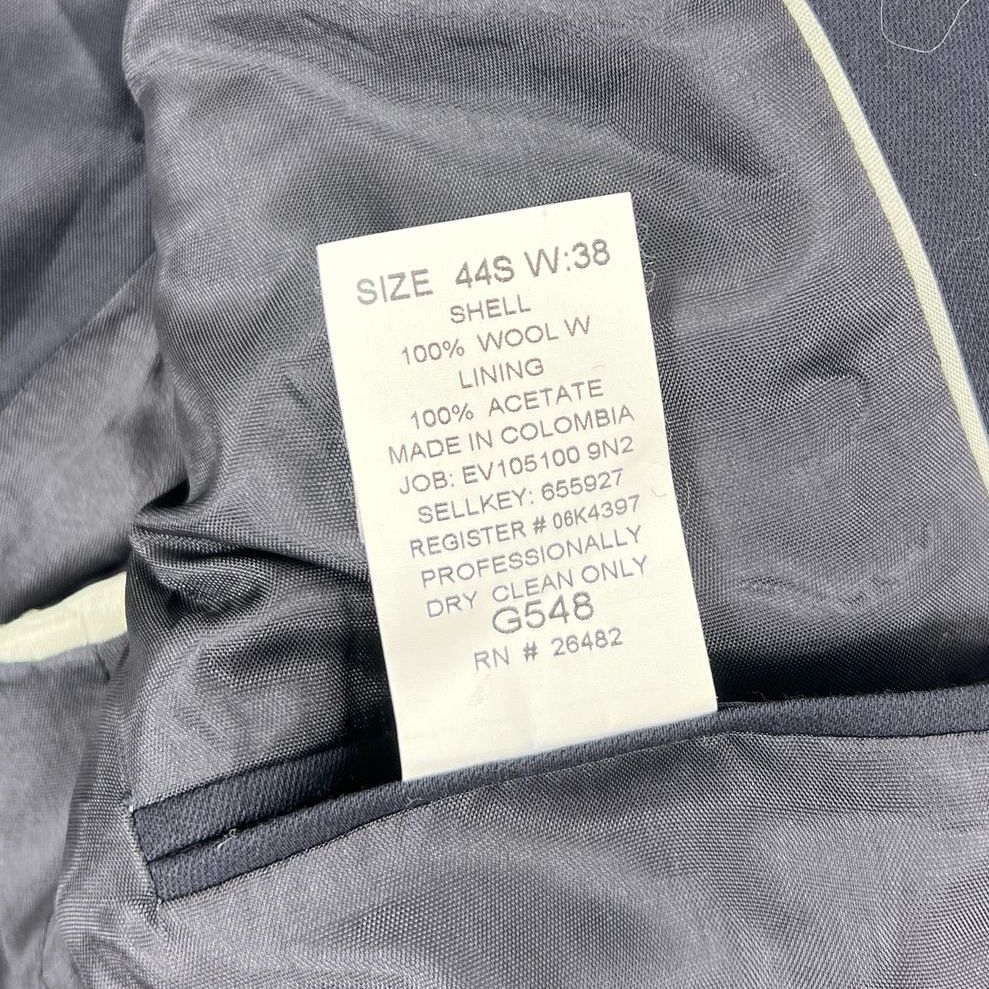 SIZE 44S W:38
SHELL
100% WOOL W
LINING
100% ACETATE
MADE IN COLOMBIA
JOB: EV105100 9N2
SELLKEY: 655927
REGISTER # 06K4397
PROFESSIONALLY
DRY CLEAN ONLY
G548
RN # 26482